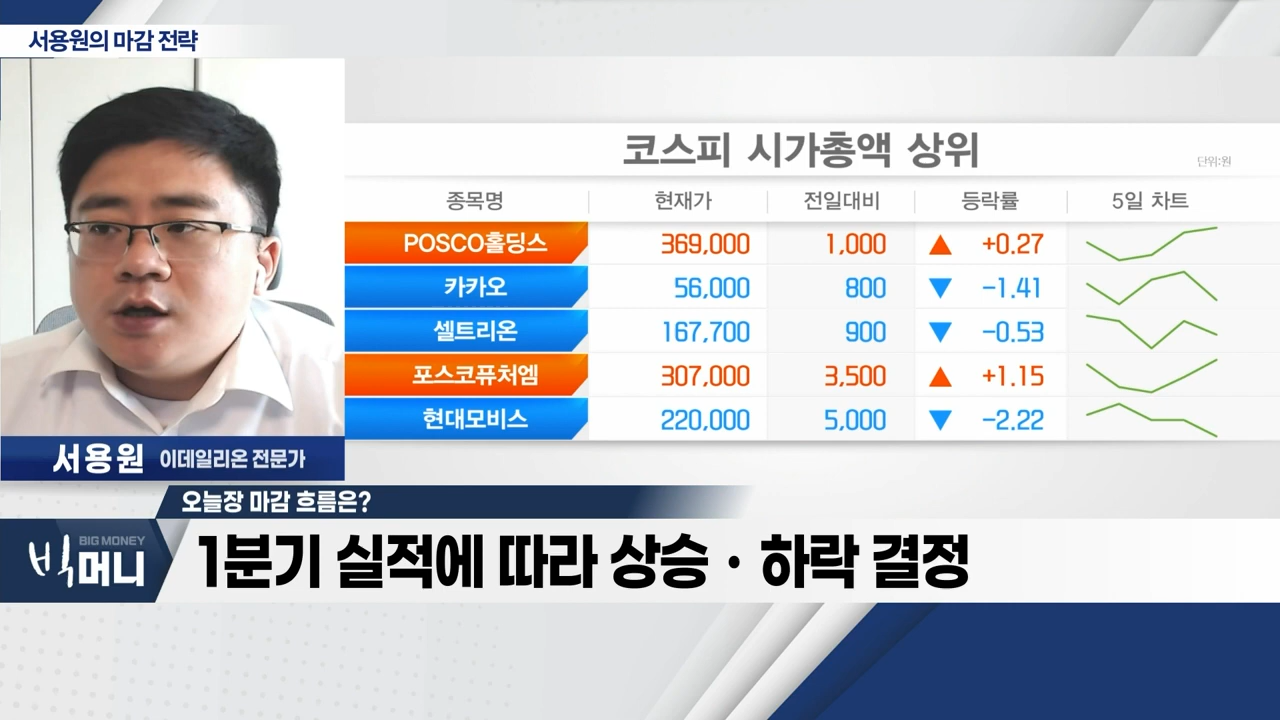 서용원의 마감 전략
코스피 시가총액 상위
단위:원
종목명 현재가 전일대비 등락률 5일 차트
POSCO홀딩스 369,000 1,000 ▲ +0.27
카카오 56,000 800 ▼ -1.41
셀트리온 167,700 900 ▼ -0.53
포스코퓨처엠 307,000 3,500 ▲ +1.15
현대모비스 220,000 5,000 ▼ -2.22
서용원 이데일리온 전문가
오늘장 마감 흐름은?
BIG MONEY
빅머니
1분기 실적에 따라 상승·하락 결정